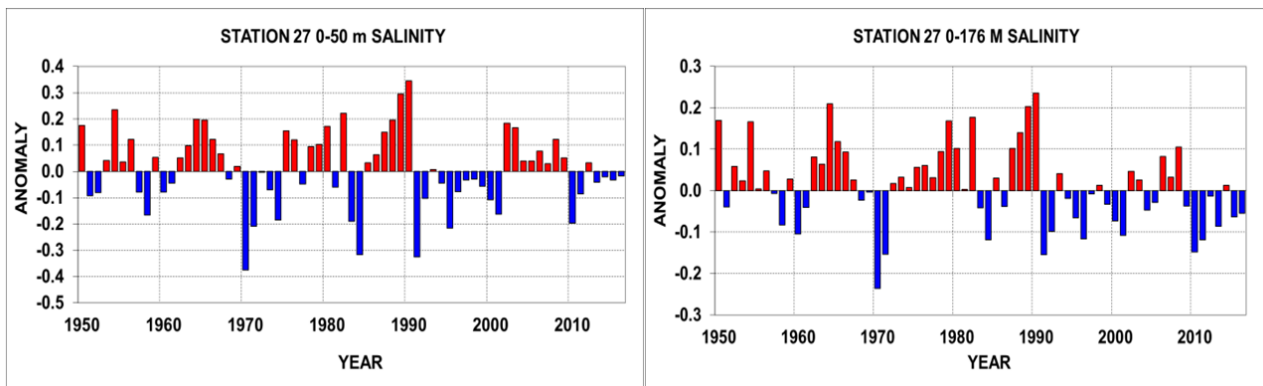 STATION 27 0-50 m SALINITY
0.4
0.3
0.2
0.1
0.0
-0.1
-0.2
-0.3
-0.4
-0.5
ANOMALY
1950 1960 1970 1980 1990 2000 2010
YEAR
STATION 27 0-176 M SALINITY
0.3
0.2
0.1
0.0
-0.1
-0.2
-0.3
ANOMALY
1950 1960 1970 1980 1990 2000 2010
YEAR